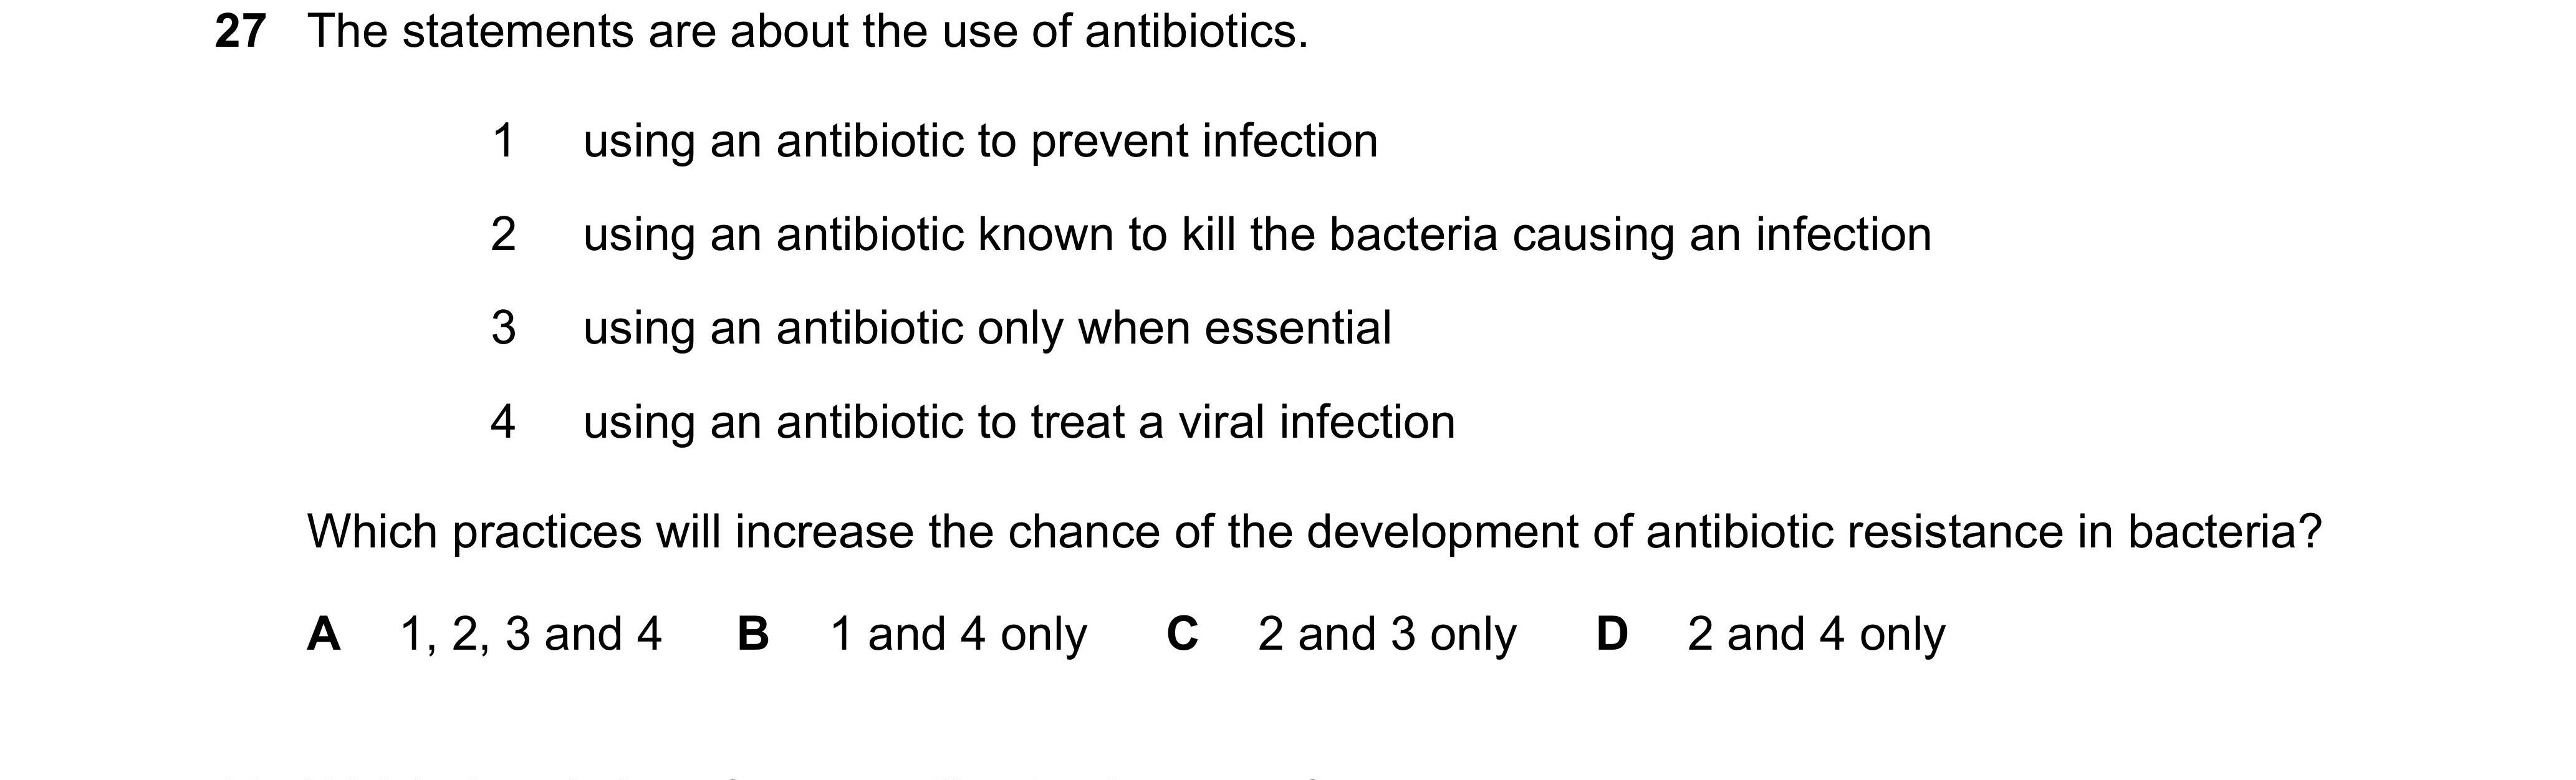 27 The statements are about the use of antibiotics.
1 using an antibiotic to prevent infection
2 using an antibiotic known to kill the bacteria causing an infection
3 using an antibiotic only when essential
4 using an antibiotic to treat a viral infection
Which practices will increase the chance of the development of antibiotic resistance in bacteria?
A 1, 2, 3 and 4 B 1 and 4 only C 2 and 3 only D 2 and 4 only